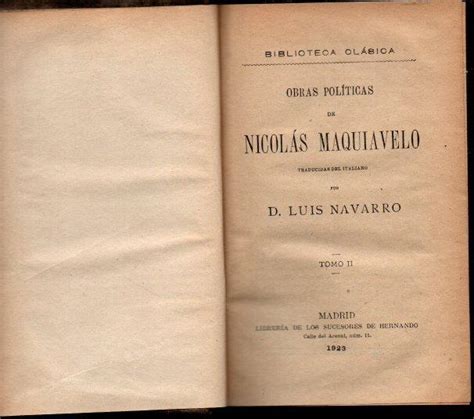 BIBLIOTECA CLÁSICA
OBRAS POLÍTICAS
DE
NICOLÁS MAQUIAVELO
TRADUCIDAS DEL ITALIANO
POR
D. LUIS NAVARRO
TOMO II
MADRID
LIBRERÍA DE LOS SUCESORES DE HERNANDO
Calle del Arenal, núm. 11.
1923